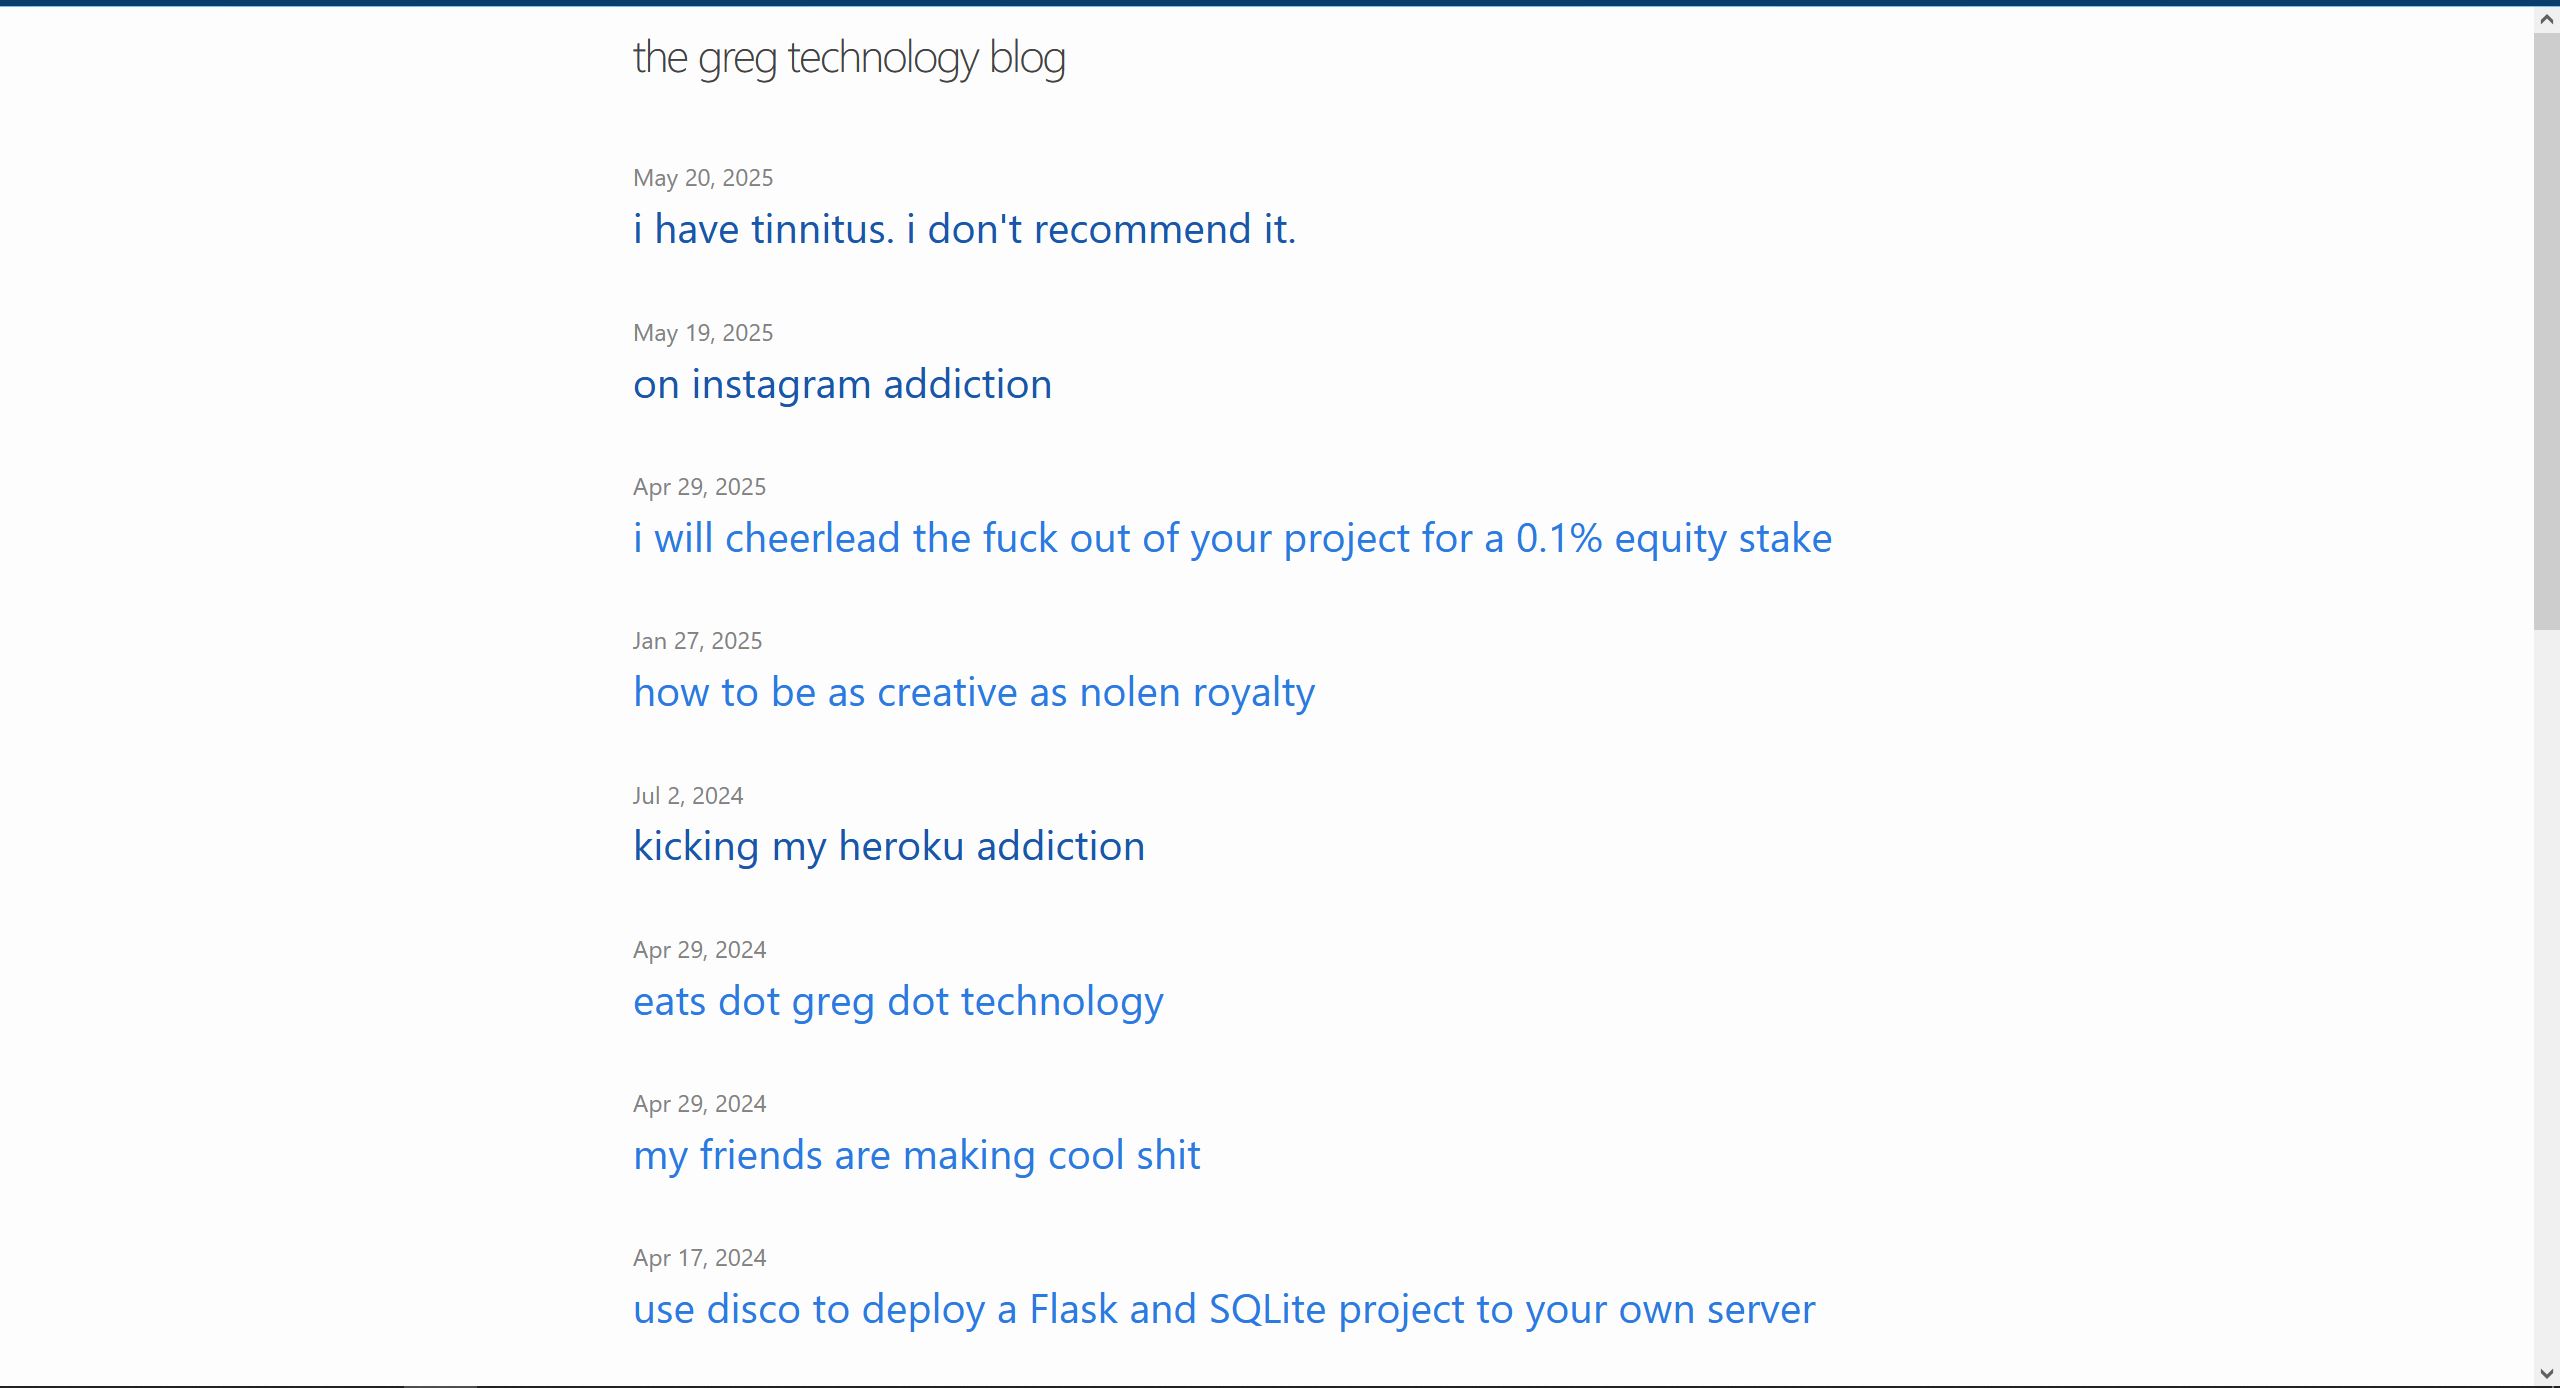 the greg technology blog
May 20, 2025
i have tinnitus. i don't recommend it.
May 19, 2025
on instagram addiction
Apr 29, 2025
i will cheerlead the fuck out of your project for a 0.1% equity stake
Jan 27, 2025
how to be as creative as nolen royalty
Jul 2, 2024
kicking my heroku addiction
Apr 29, 2024
eats dot greg dot technology
Apr 29, 2024
my friends are making cool shit
Apr 17, 2024
use disco to deploy a Flask and SQLite project to your own server